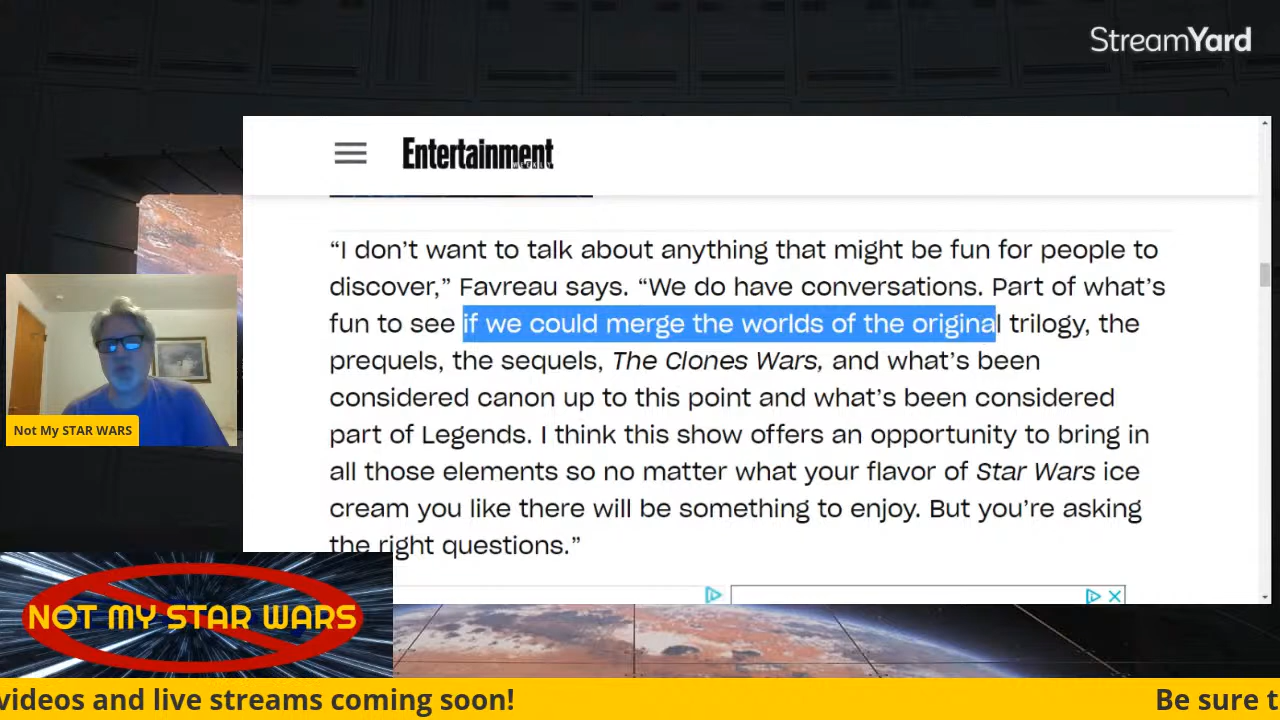 StreamYard
Entertainment
WEEKLY
“I don’t want to talk about anything that might be fun for people to
discover,” Favreau says. “We do have conversations. Part of what’s
fun to see if we could merge the worlds of the original trilogy, the
prequels, the sequels, The Clones Wars, and what’s been
considered canon up to this point and what’s been considered
part of Legends. I think this show offers an opportunity to bring in
all those elements so no matter what your flavor of Star Wars ice
cream you like there will be something to enjoy. But you’re asking
the right questions.”
Not My STAR WARS
NOT MY STAR WARS
videos and live streams coming soon!
Be sure t